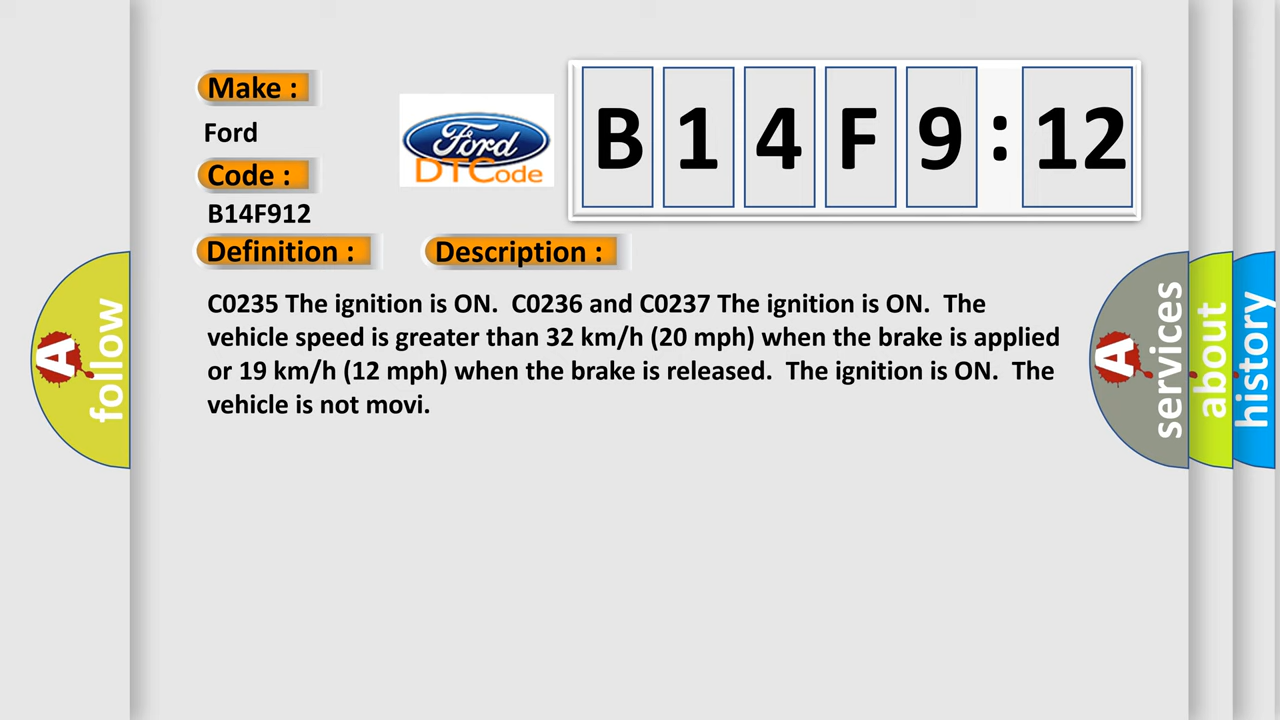 Make :
Ford
Code :
B14F912
Ford
DTCode
B14F9:12
Definition :
Description :
C0235 The ignition is ON. C0236 and C0237 The ignition is ON. The
vehicle speed is greater than 32 km/h (20 mph) when the brake is applied
or 19 km/h (12 mph) when the brake is released. The ignition is ON. The
vehicle is not movi.
A
follow
A
services
about
history